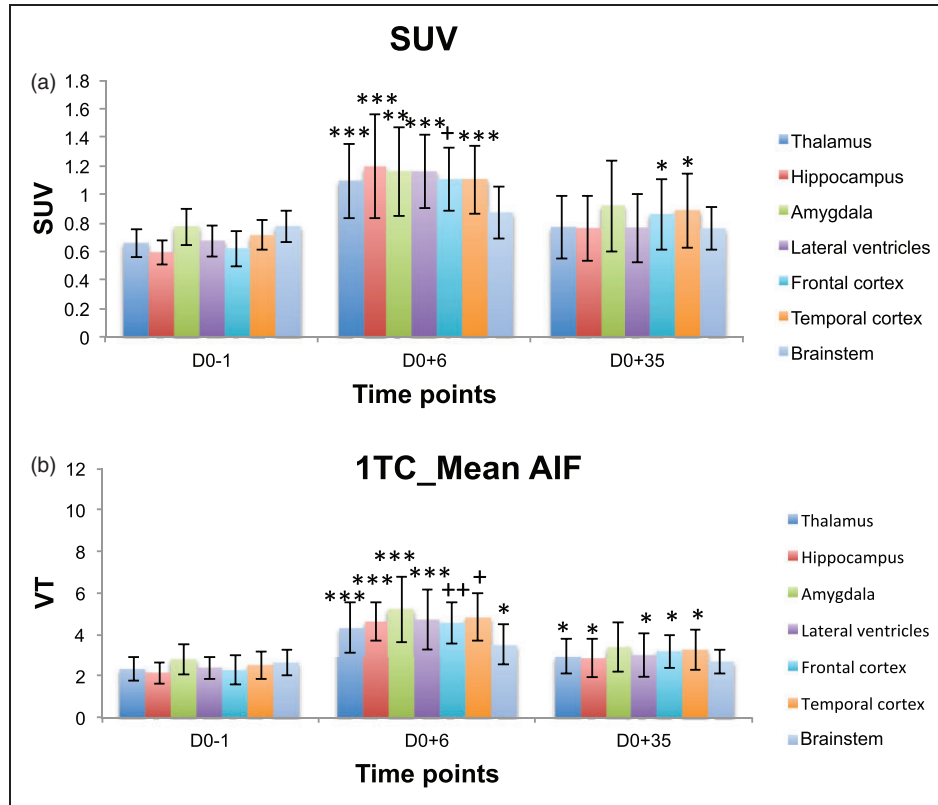 SUV
(a)
1.8
1.6
1.4
1.2
1
0.8
0.6
0.4
0.2
0
SUV
*** *** ** *** + ***
* *
D0-1 D0+6 D0+35
Time points
Thalamus
Hippocampus
Amygdala
Lateral ventricles
Frontal cortex
Temporal cortex
Brainstem
(b)
1TC_Mean AIF
12
10
8
6
4
2
0
VT
*** *** *** *** ++ + *
* * * * *
D0-1 D0+6 D0+35
Time points
Thalamus
Hippocampus
Amygdala
Lateral ventricles
Frontal cortex
Temporal cortex
Brainstem